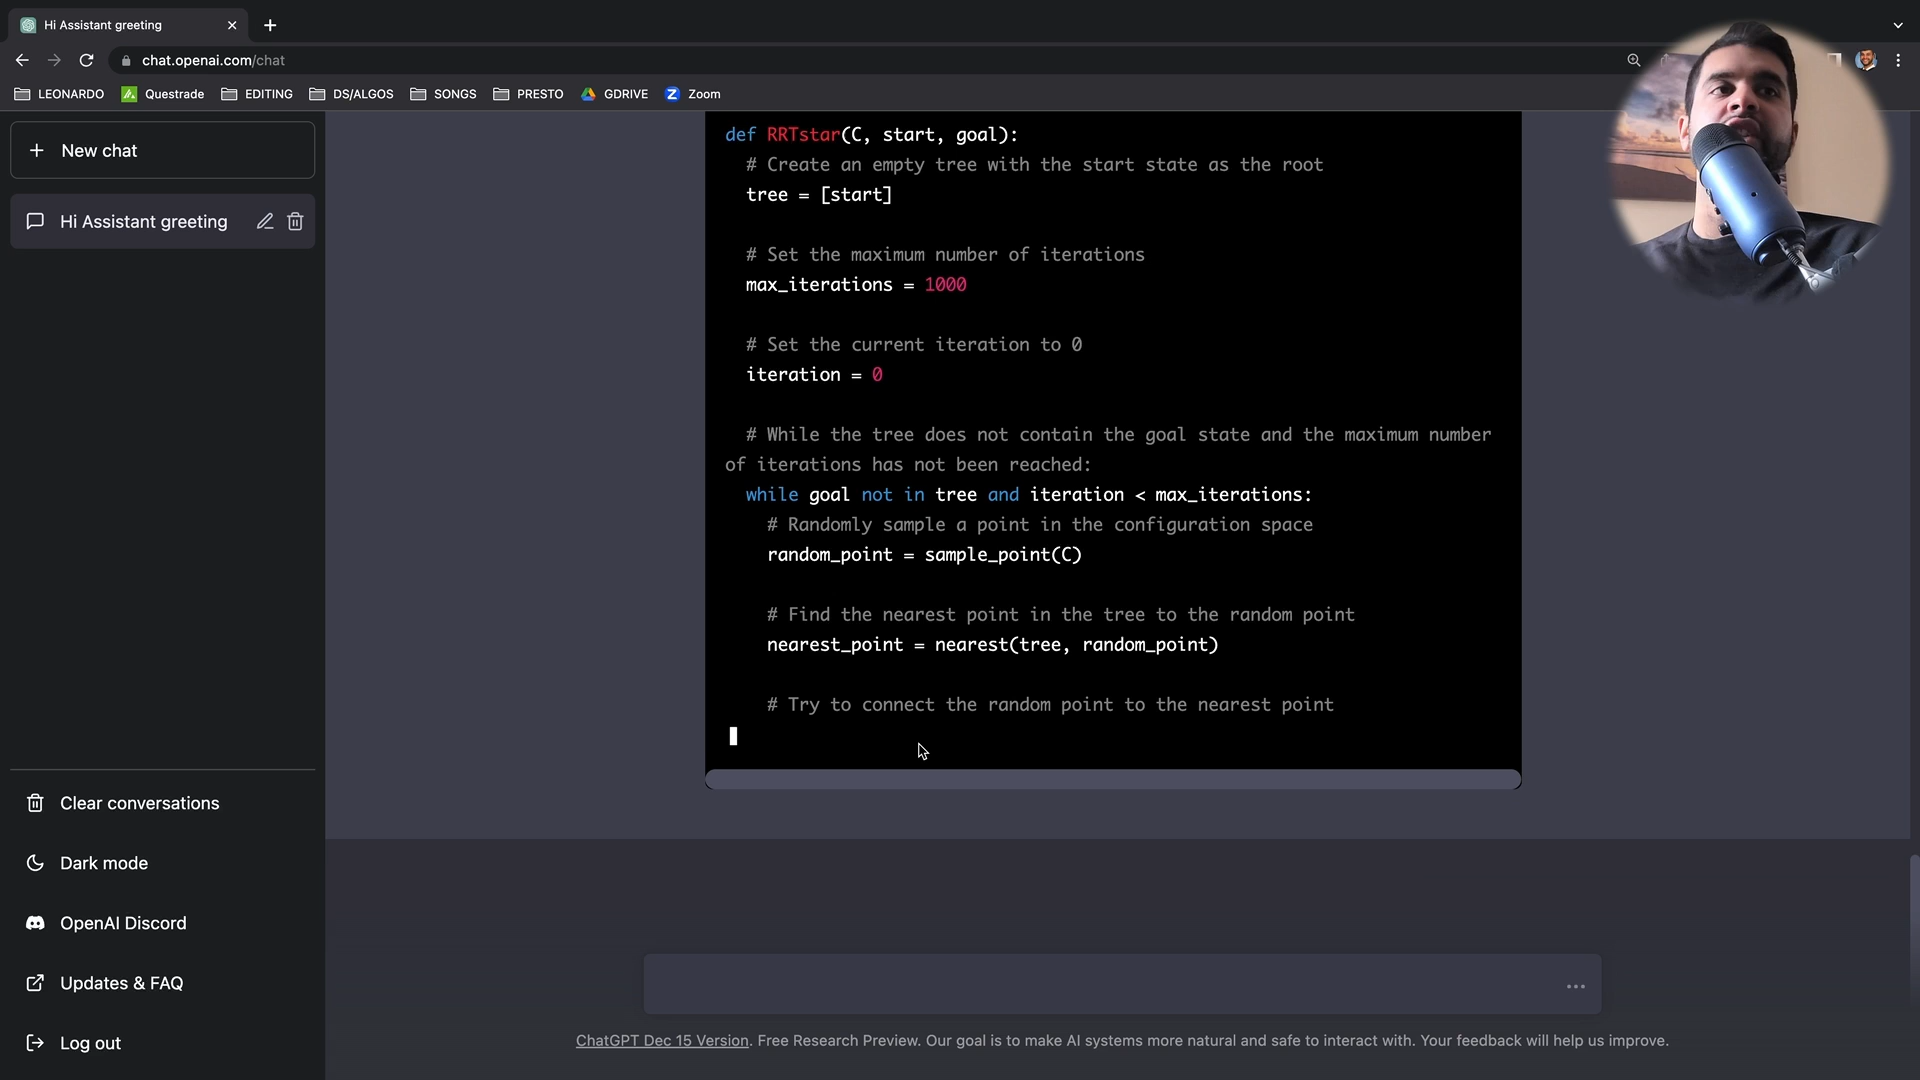 Hi Assistant greeting
chat.openai.com/chat
LEONARDO Questrade EDITING DS/ALGOS SONGS PRESTO GDRIVE Zoom
New chat
Hi Assistant greeting
Clear conversations
Dark mode
OpenAI Discord
Updates & FAQ
Log out
def RRTstar(C, start, goal):
# Create an empty tree with the start state as the root
tree = [start]
# Set the maximum number of iterations
max_iterations = 1000
# Set the current iteration to 0
iteration = 0
# While the tree does not contain the goal state and the maximum number
of iterations has not been reached:
while goal not in tree and iteration < max_iterations:
# Randomly sample a point in the configuration space
random_point = sample_point(C)
# Find the nearest point in the tree to the random point
nearest_point = nearest(tree, random_point)
# Try to connect the random point to the nearest point
ChatGPT Dec 15 Version. Free Research Preview. Our goal is to make AI systems more natural and safe to interact with. Your feedback will help us improve.